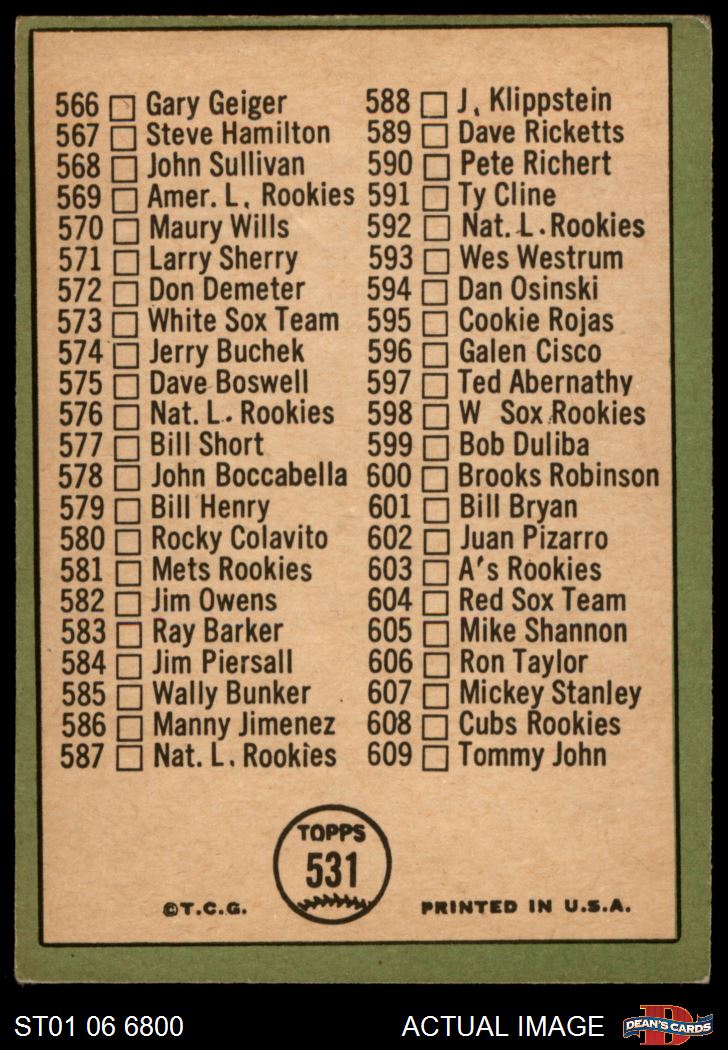 566 Gary Geiger
567 Steve Hamilton
568 John Sullivan
569 Amer. L. Rookies
570 Maury Wills
571 Larry Sherry
572 Don Demeter
573 White Sox Team
574 Jerry Buchek
575 Dave Boswell
576 Nat. L. Rookies
577 Bill Short
578 John Boccabella
579 Bill Henry
580 Rocky Colavito
581 Mets Rookies
582 Jim Owens
583 Ray Barker
584 Jim Piersall
585 Wally Bunker
586 Manny Jimenez
587 Nat. L. Rookies
588 J. Klippstein
589 Dave Ricketts
590 Pete Richert
591 Ty Cline
592 Nat. L. Rookies
593 Wes Westrum
594 Dan Osinski
595 Cookie Rojas
596 Galen Cisco
597 Ted Abernathy
598 W Sox Rookies
599 Bob Duliba
600 Brooks Robinson
601 Bill Bryan
602 Juan Pizarro
603 A's Rookies
604 Red Sox Team
605 Mike Shannon
606 Ron Taylor
607 Mickey Stanley
608 Cubs Rookies
609 Tommy John
TOPPS
531
©T.C.G.
PRINTED IN U.S.A.
ST01 06 6800
ACTUAL IMAGE
D
DEAN'S CARDS